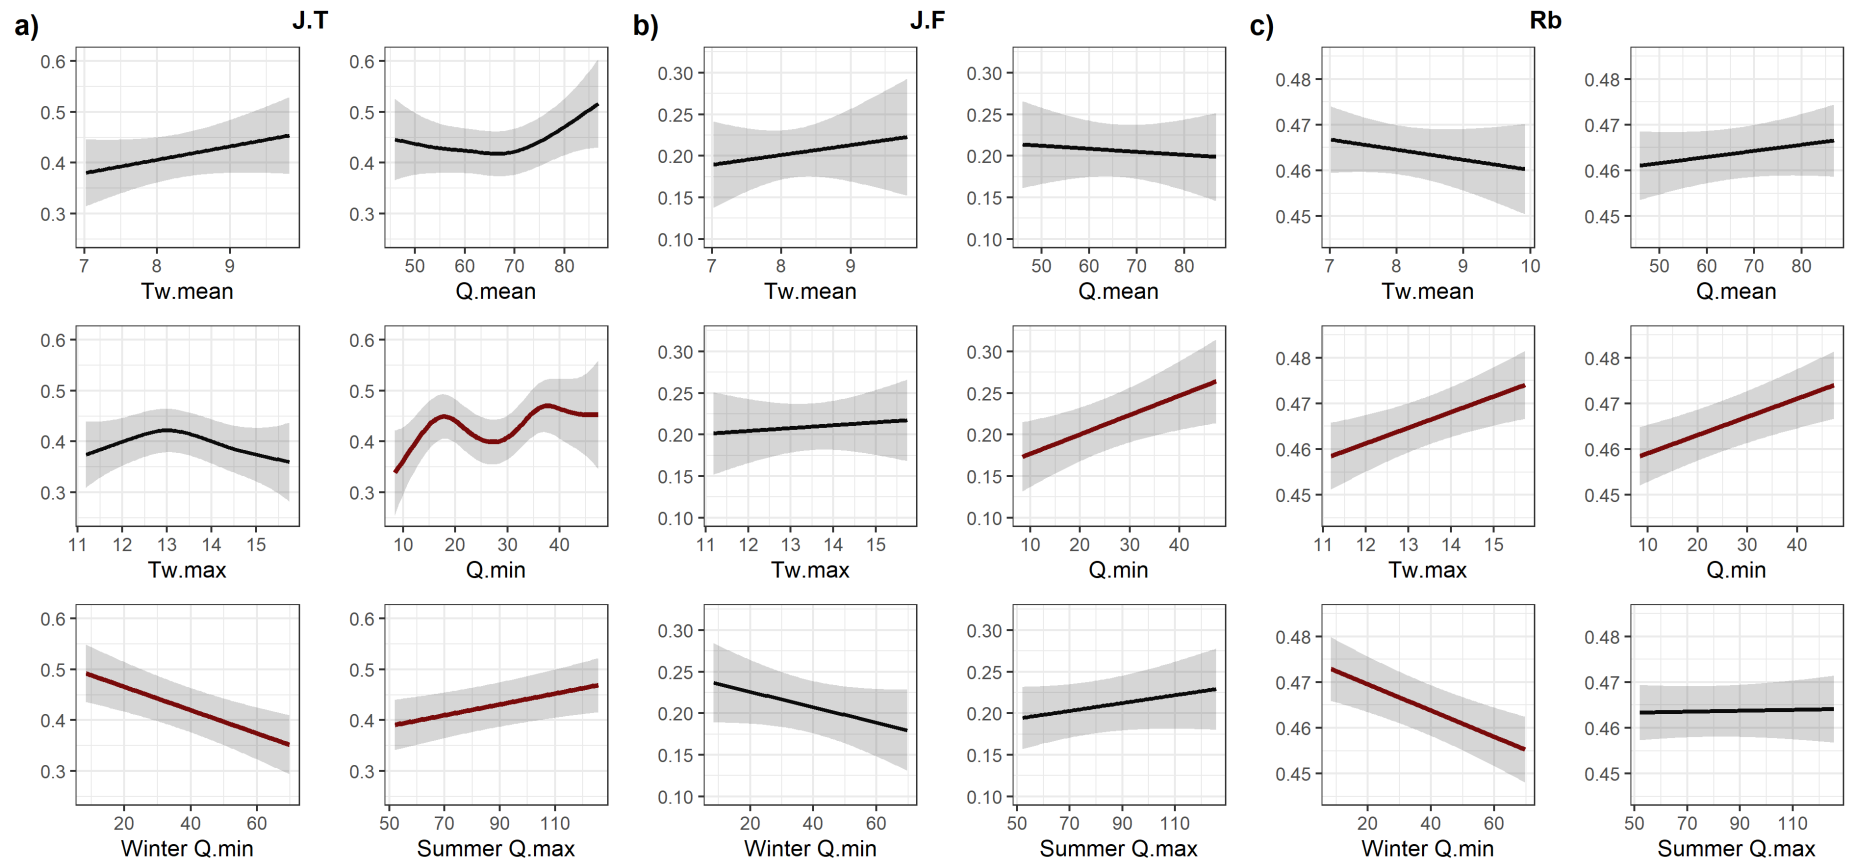 a) J.T b) J.F c) Rb
0.6 0.5 0.4 0.3
7 8 9
Tw.mean
0.6 0.5 0.4 0.3
50 60 70 80
Q.mean
0.30 0.25 0.20 0.15 0.10
7 8 9
Tw.mean
0.30 0.25 0.20 0.15 0.10
50 60 70 80
Q.mean
0.48 0.47 0.46 0.45
7 8 9 10
Tw.mean
0.48 0.47 0.46 0.45
50 60 70 80
Q.mean
0.6 0.5 0.4 0.3
11 12 13 14 15
Tw.max
0.6 0.5 0.4 0.3
10 20 30 40
Q.min
0.30 0.25 0.20 0.15 0.10
11 12 13 14 15
Tw.max
0.30 0.25 0.20 0.15 0.10
10 20 30 40
Q.min
0.48 0.47 0.46 0.45
11 12 13 14 15
Tw.max
0.48 0.47 0.46 0.45
10 20 30 40
Q.min
0.6 0.5 0.4 0.3
20 40 60
Winter Q.min
0.6 0.5 0.4 0.3
50 70 90 110
Summer Q.max
0.30 0.25 0.20 0.15 0.10
20 40 60
Winter Q.min
0.30 0.25 0.20 0.15 0.10
50 70 90 110
Summer Q.max
0.48 0.47 0.46 0.45
20 40 60
Winter Q.min
0.48 0.47 0.46 0.45
50 70 90 110
Summer Q.max